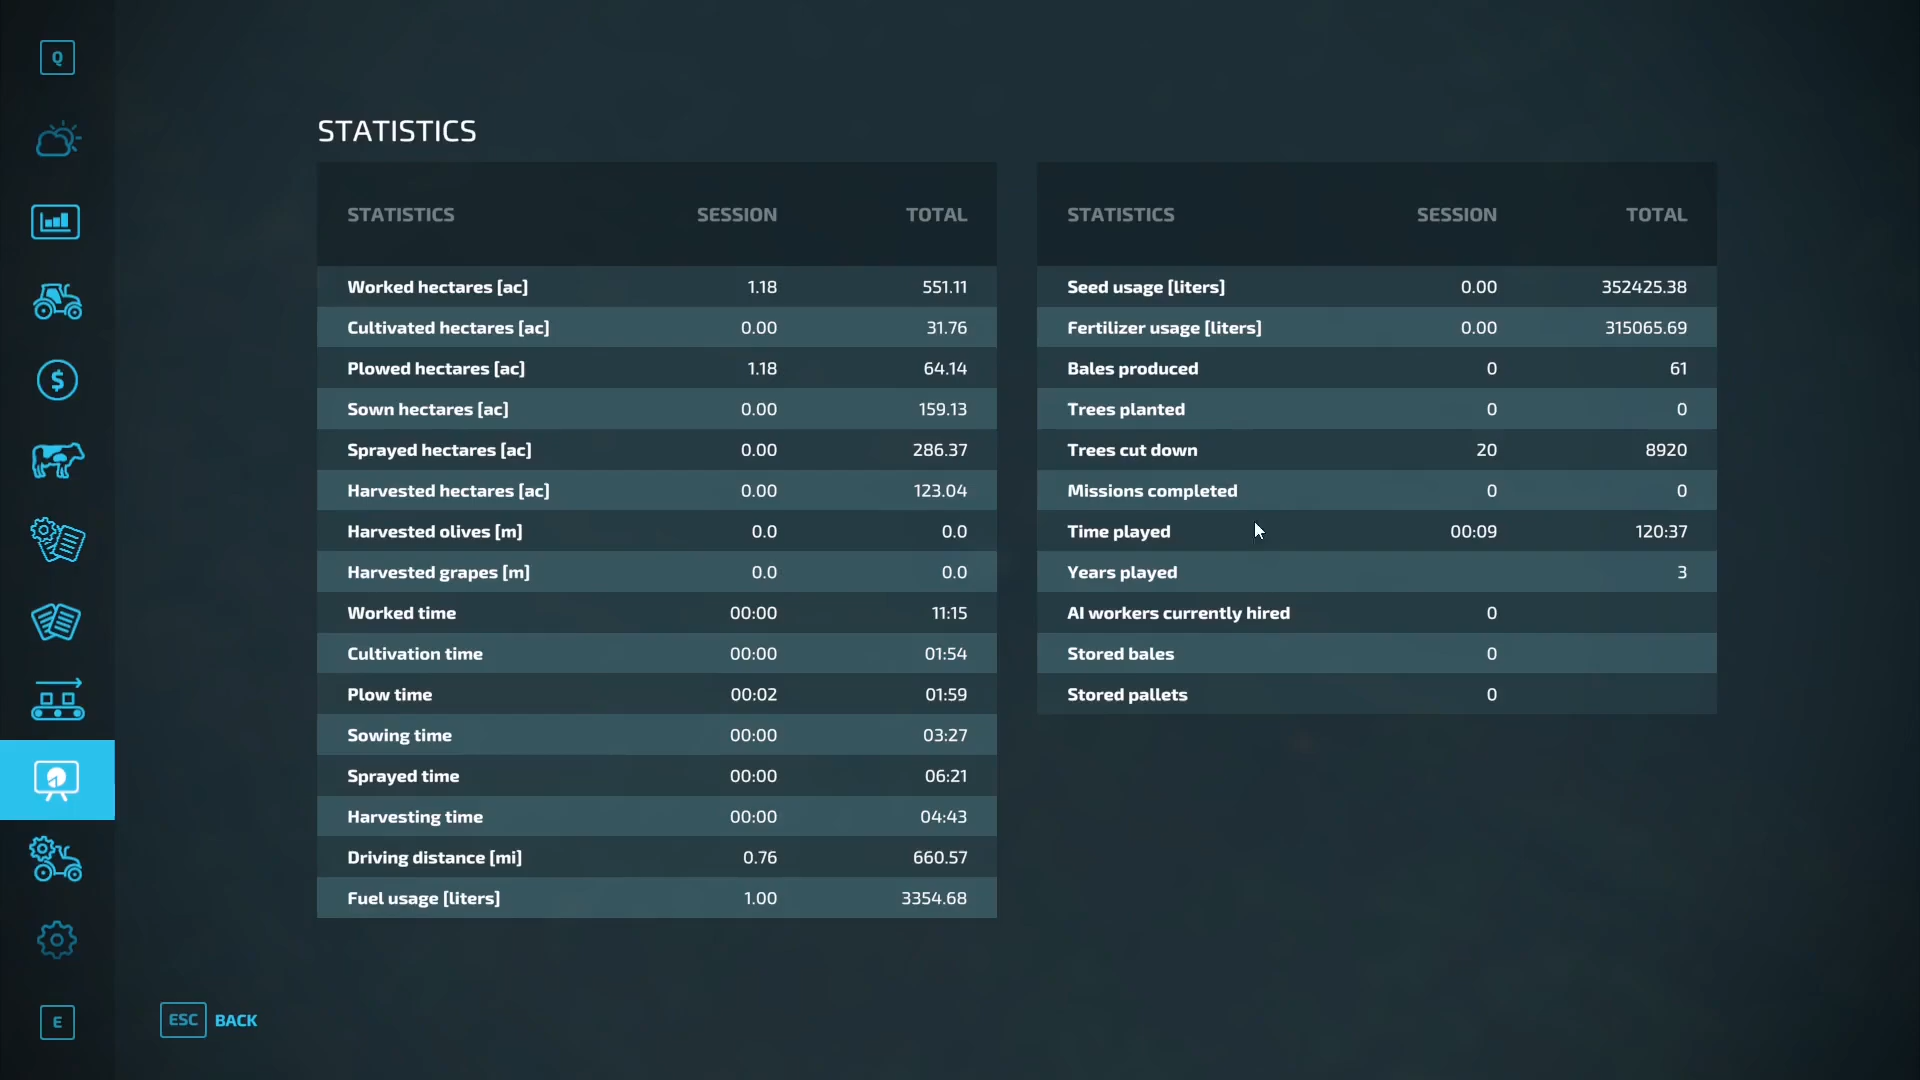 Q
STATISTICS
STATISTICS SESSION TOTAL
Worked hectares [ac] 1.18 551.11
Cultivated hectares [ac] 0.00 31.76
Plowed hectares [ac] 1.18 64.14
Sown hectares [ac] 0.00 159.13
Sprayed hectares [ac] 0.00 286.37
Harvested hectares [ac] 0.00 123.04
Harvested olives [m] 0.0 0.0
Harvested grapes [m] 0.0 0.0
Worked time 00:00 11:15
Cultivation time 00:00 01:54
Plow time 00:02 01:59
Sowing time 00:00 03:27
Sprayed time 00:00 06:21
Harvesting time 00:00 04:43
Driving distance [mi] 0.76 660.57
Fuel usage [liters] 1.00 3354.68
STATISTICS SESSION TOTAL
Seed usage [liters] 0.00 352425.38
Fertilizer usage [liters] 0.00 315065.69
Bales produced 0 61
Trees planted 0 0
Trees cut down 20 8920
Missions completed 0 0
Time played 00:09 120:37
Years played 3
AI workers currently hired 0
Stored bales 0
Stored pallets 0
E
ESC BACK